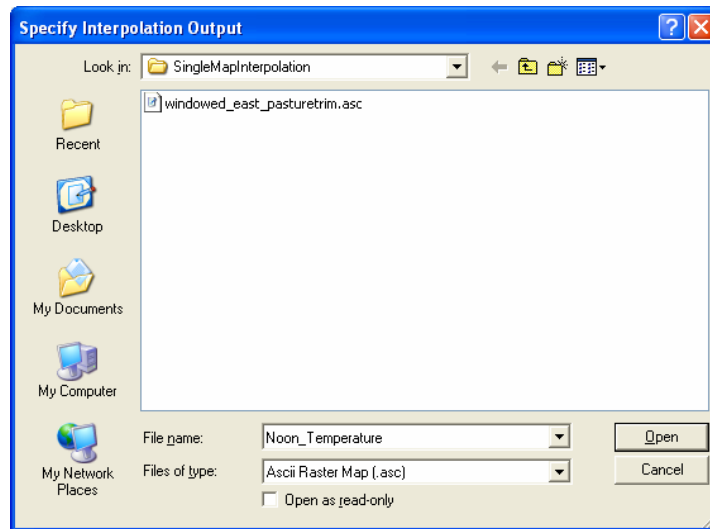 Specify Interpolation Output
Look in: SingleMapInterpolation
windowed_east_pasturetrim.asc
Recent
Desktop
My Documents
My Computer
My Network
Places
File name: Noon_Temperature Open
Files of type: Ascii Raster Map (.asc) Cancel
Open as read-only